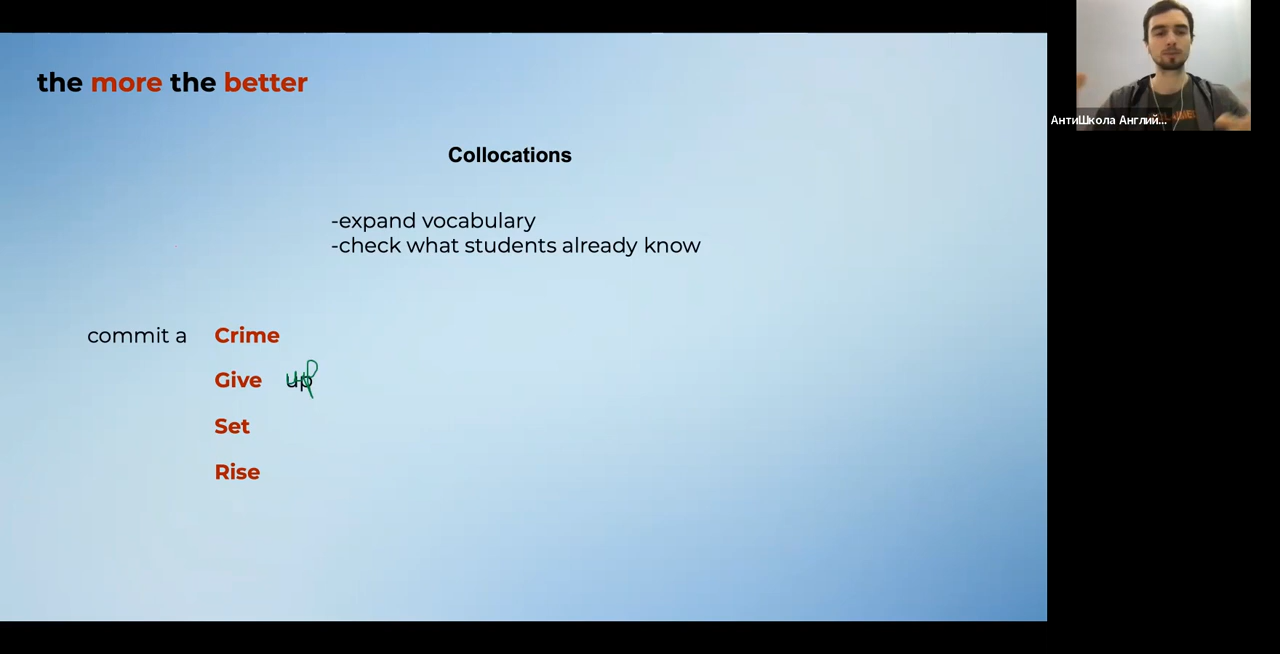 the more the better
Collocations
-expand vocabulary
-check what students already know
commit a Crime
Give up
Set
Rise
АнтиШкола Англий...